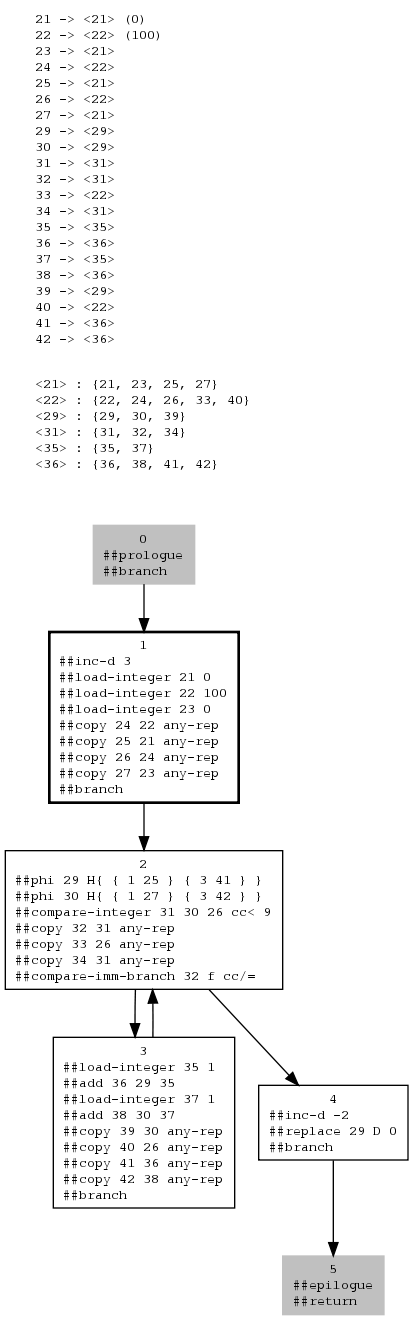 21 -> <21> (0)
22 -> <22> (100)
23 -> <21>
24 -> <22>
25 -> <21>
26 -> <22>
27 -> <21>
29 -> <29>
30 -> <29>
31 -> <31>
32 -> <31>
33 -> <22>
34 -> <31>
35 -> <35>
36 -> <36>
37 -> <35>
38 -> <36>
39 -> <29>
40 -> <22>
41 -> <36>
42 -> <36>
<21> : {21, 23, 25, 27}
<22> : {22, 24, 26, 33, 40}
<29> : {29, 30, 39}
<31> : {31, 32, 34}
<35> : {35, 37}
<36> : {36, 38, 41, 42}
0
##prologue
##branch
1
##inc-d 3
##load-integer 21 0
##load-integer 22 100
##load-integer 23 0
##copy 24 22 any-rep
##copy 25 21 any-rep
##copy 26 24 any-rep
##copy 27 23 any-rep
##branch
2
##phi 29 H{ { 1 25 } { 3 41 } }
##phi 30 H{ { 1 27 } { 3 42 } }
##compare-integer 31 30 26 cc< 9
##copy 32 31 any-rep
##copy 33 26 any-rep
##copy 34 31 any-rep
##compare-imm-branch 32 f cc/=
3
##load-integer 35 1
##add 36 29 35
##load-integer 37 1
##add 38 30 37
##copy 39 30 any-rep
##copy 40 26 any-rep
##copy 41 36 any-rep
##copy 42 38 any-rep
##branch
4
##inc-d -2
##replace 29 D 0
##branch
5
##epilogue
##return